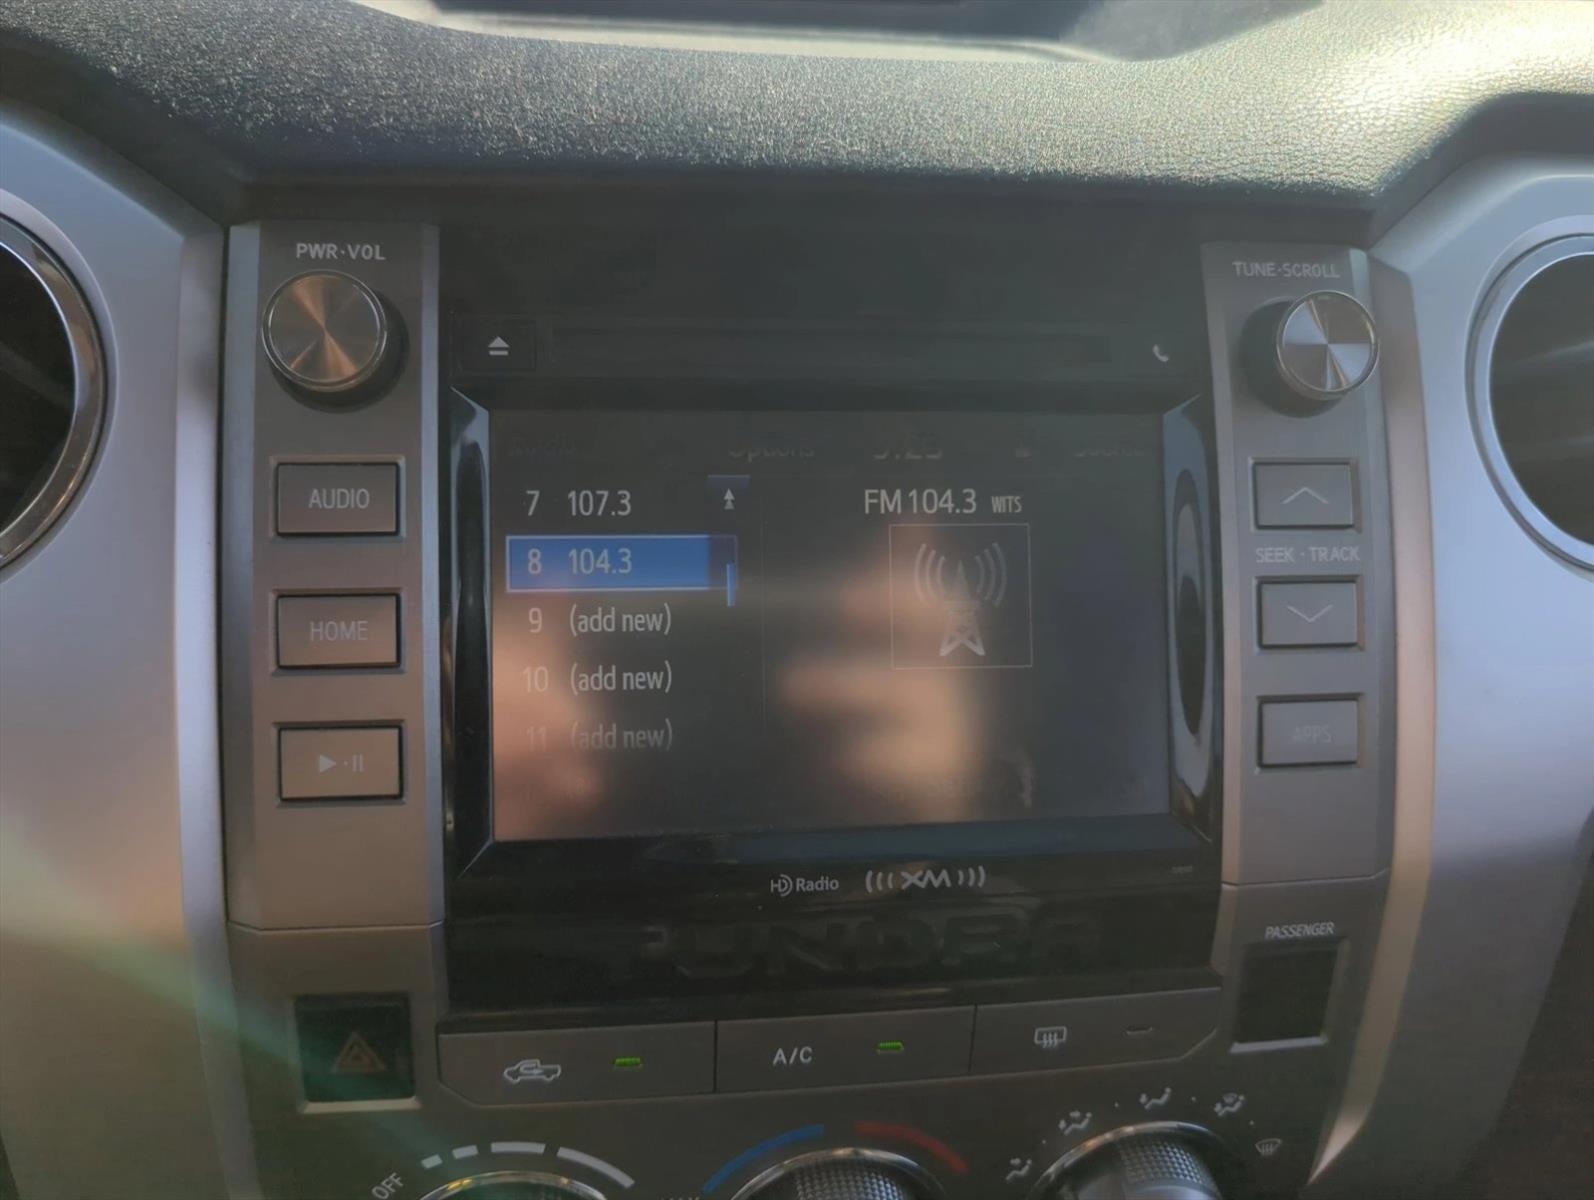 PWR·VOL
TUNE·SCROLL
Options
7 107.3
FM 104.3 WITS
8 104.3
AUDIO
SEEK · TRACK
9 (add new)
HOME
10 (add new)
11 (add new)
APPS
HD Radio
(((XM)))
TUNDRA
PASSENGER
A/C
OFF